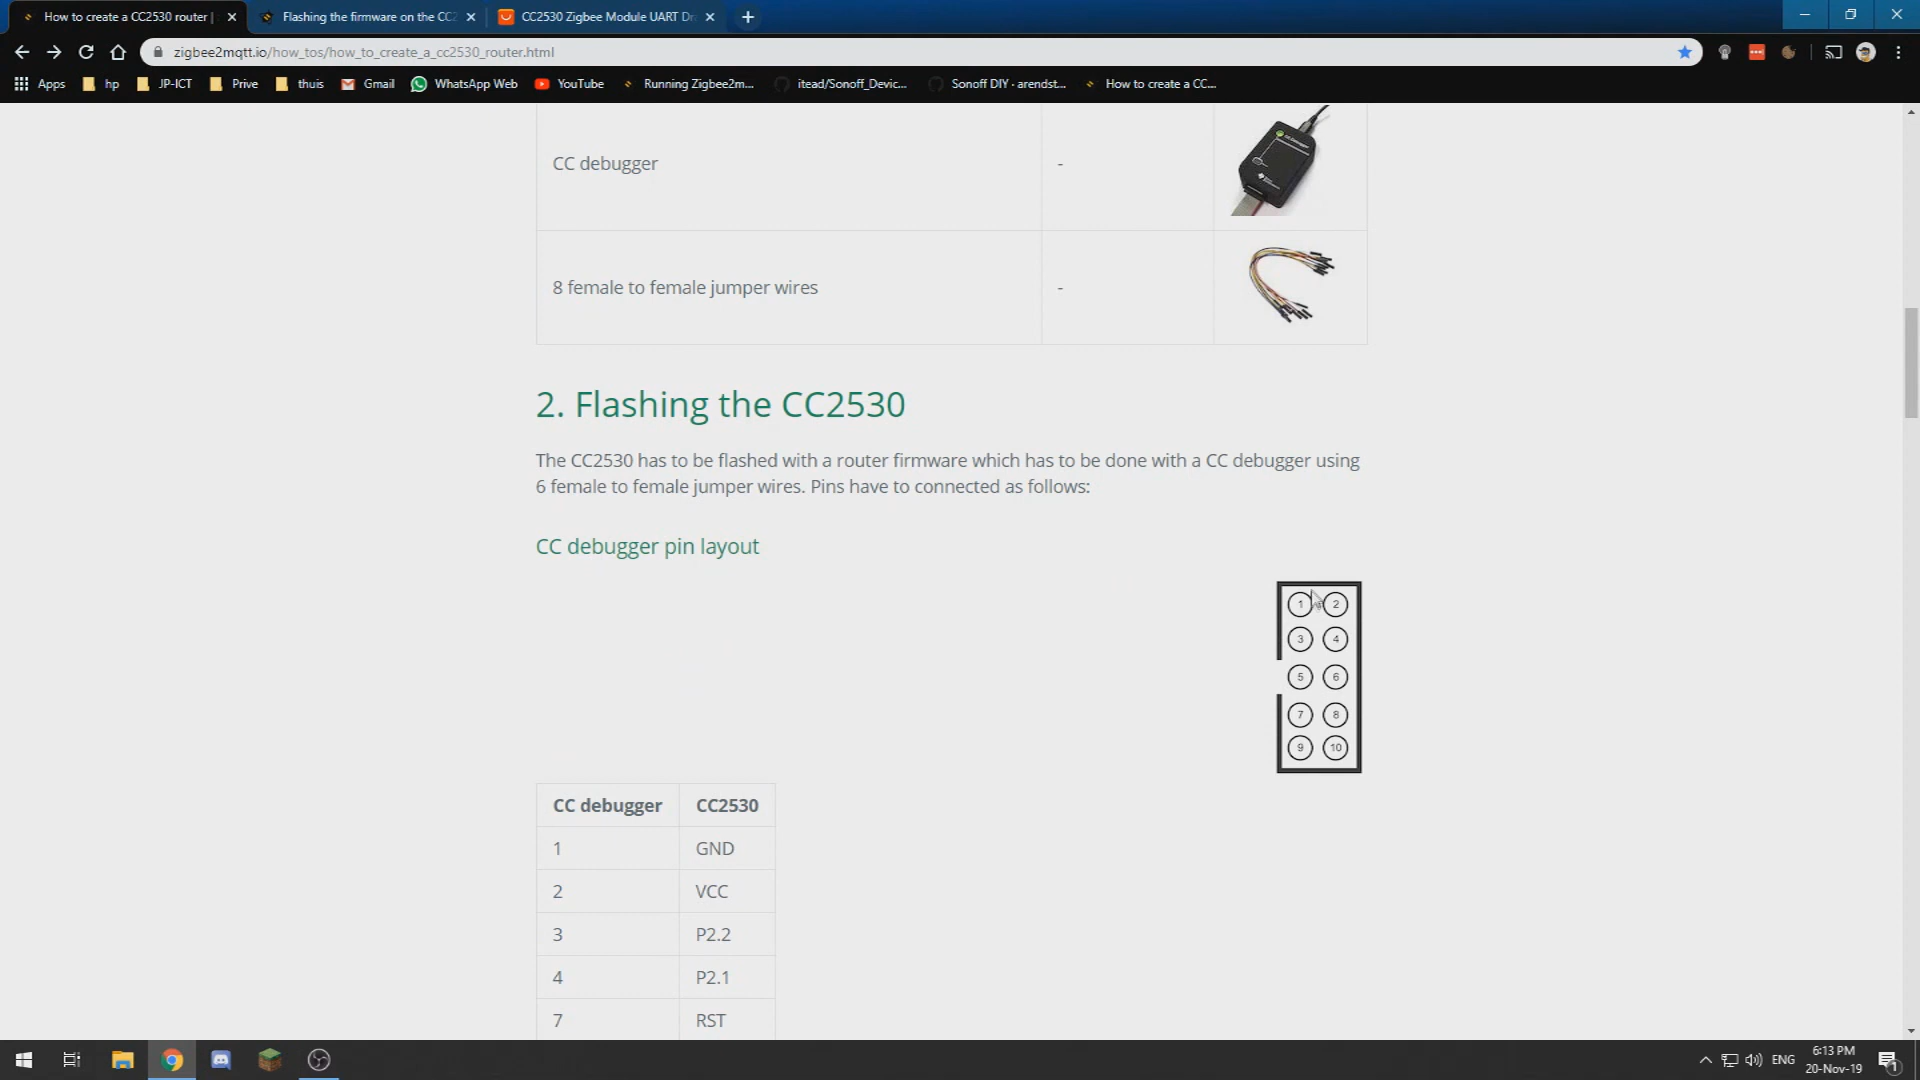 How to create a CC2530 router |
Flashing the firmware on the CC2
CC2530 Zigbee Module UART Dr
zigbee2mqtt.io/how_tos/how_to_create_a_cc2530_router.html
Apps
hp
JP-ICT
Prive
thuis
Gmail
WhatsApp Web
YouTube
Running Zigbee2m...
itead/Sonoff_Devic...
Sonoff DIY · arendst...
How to create a CC...
CC debugger
-
8 female to female jumper wires
-
2. Flashing the CC2530
The CC2530 has to be flashed with a router firmware which has to be done with a CC debugger using
6 female to female jumper wires. Pins have to connected as follows:
CC debugger pin layout
1 2
3 4
5 6
7 8
9 10
CC debugger CC2530
1 GND
2 VCC
3 P2.2
4 P2.1
7 RST
ENG
6:13 PM
20-Nov-19
1